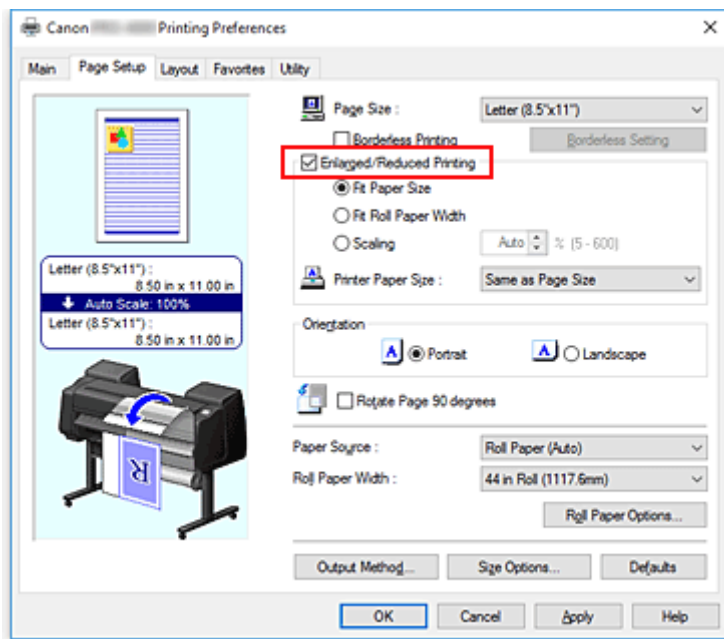 Canon Printing Preferences
Main Page Setup Layout Favorites Utility
Page Size : Letter (8.5"x11")
Borderless Printing Borderless Setting
Enlarged/Reduced Printing
Fit Paper Size
Fit Roll Paper Width
Scaling Auto % (5 - 600)
Printer Paper Size : Same as Page Size
Letter (8.5"x11") :
8.50 in x 11.00 in
Auto Scale: 100%
Letter (8.5"x11") :
8.50 in x 11.00 in
Orientation
A Portrait A Landscape
Rotate Page 90 degrees
R
Paper Source : Roll Paper (Auto)
Roll Paper Width : 44 in Roll (1117.6mm)
Roll Paper Options...
Output Method... Size Options... Defaults
OK Cancel Apply Help